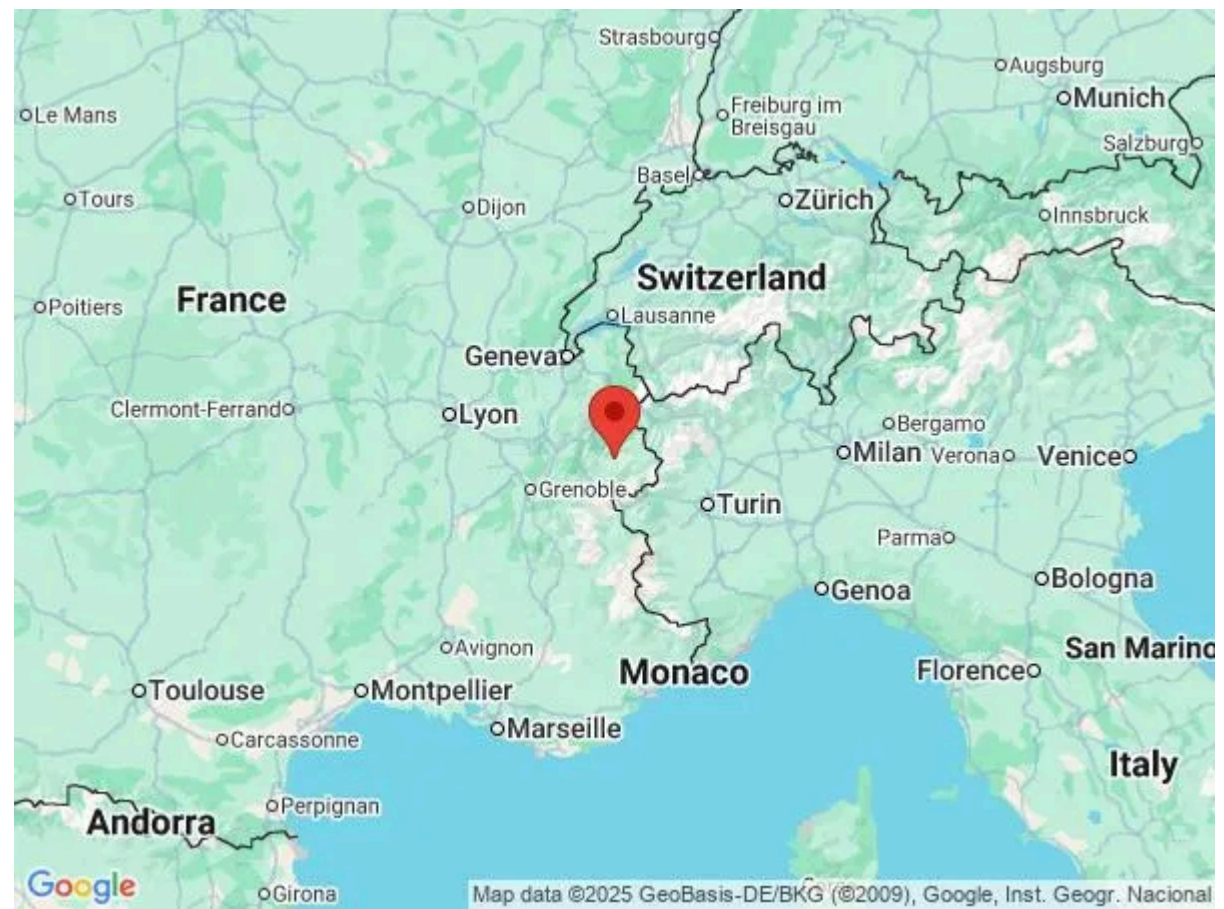 Strasbourg
Augsburg
Munich
Le Mans
Freiburg im
Breisgau
Salzburg
Basel
Tours
Dijon
Zürich
Innsbruck
Switzerland
France
Poitiers
Lausanne
Geneva
Clermont-Ferrand
Lyon
Bergamo
Milan
Verona
Venice
Grenoble
Turin
Parma
Bologna
Genoa
Avignon
San Marino
Monaco
Florence
Toulouse
Montpellier
Marseille
Carcassonne
Italy
Perpignan
Andorra
Google
Girona
Map data ©2025 GeoBasis-DE/BKG (©2009), Google, Inst. Geogr. Nacional